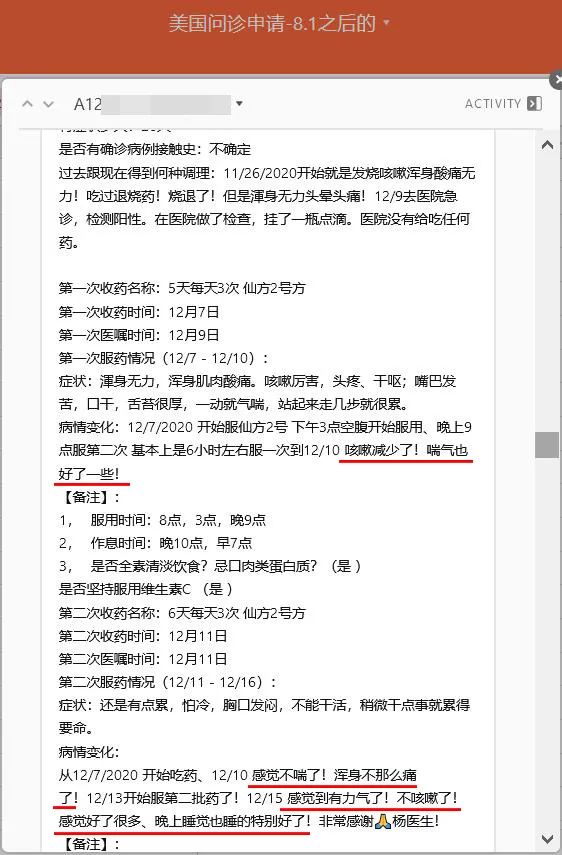 美国问诊申请-8.1之后的
A12
ACTIVITY
是否有确诊病例接触史：不确定
过去跟现在得到何种调理：11/26/2020开始就是发烧咳嗽浑身酸痛无
力！吃过退烧药！烧退了！但是渾身无力头晕头痛！12/9去医院急
诊，检测阳性。在医院做了检查，挂了一瓶点滴。医院没有给吃任何
药。
第一次收药名称：5天每天3次 仙方2号方
第一次收药时间：12月7日
第一次医嘱时间：12月9日
第一次服药情况（12/7 - 12/10）：
症状：渾身无力，浑身肌肉酸痛。咳嗽厉害，头疼、干呕；嘴巴发
苦，口干，舌苔很厚，一动就气喘，站起来走几步就很累。
病情变化：12/7/2020 开始服仙方2号 下午3点空腹开始服用、晚上9
点服第二次 基本上是6小时左右服一次到12/10 咳嗽减少了！喘气也
好了一些！
【备注】：
1， 服用时间：8点，3点，晚9点
2， 作息时间：晚10点，早7点
3， 是否全素清淡饮食？忌口肉类蛋白质？（是 ）
是否坚持服用维生素C （是 ）
第二次收药名称：6天每天3次 仙方2号方
第二次收药时间：12月11日
第二次医嘱时间：12月11日
第二次服药情况（12/11 - 12/16）：
症状：还是有点累，怕冷，胸口发闷，不能干活，稍微干点事就累得
要命。
病情变化：
从12/7/2020 开始吃药、12/10 感觉不喘了！浑身不那么痛
了！12/13开始服第二批药了！12/15 感觉到有力气了！不咳嗽了！
感觉好了很多、晚上睡觉也睡的特别好了！非常感谢🙏杨医生！
【备注】：